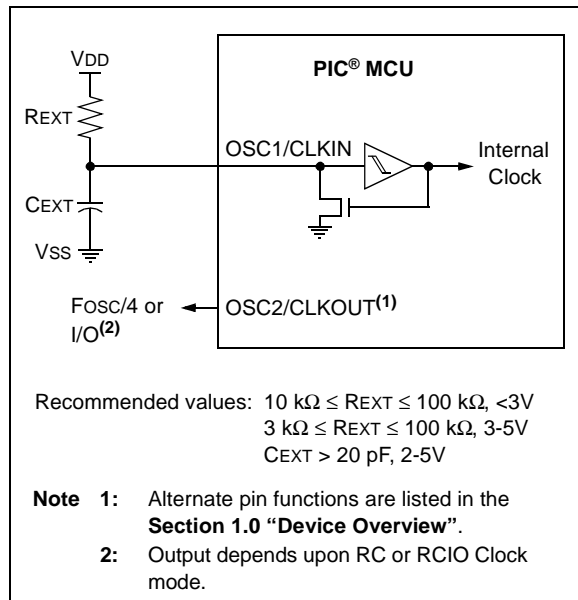 VDD
PIC® MCU
REXT
OSC1/CLKIN
Internal
Clock
CEXT
VSS
FOSC/4 or
I/O(2)
OSC2/CLKOUT(1)
Recommended values: 10 kΩ ≤ REXT ≤ 100 kΩ, <3V
3 kΩ ≤ REXT ≤ 100 kΩ, 3-5V
CEXT > 20 pF, 2-5V
Note 1: Alternate pin functions are listed in the
Section 1.0 “Device Overview”.
2: Output depends upon RC or RCIO Clock
mode.